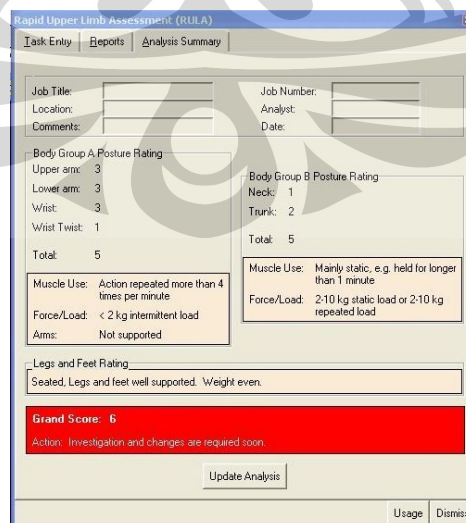 Rapid Upper Limb Assessment (RULA)
Task Entry Reports Analysis Summary
Job Title: Job Number:
Location: Analyst:
Comments: Date:
Body Group A Posture Rating
Upper arm: 3
Lower arm: 3
Wrist: 3
Wrist Twist: 1
Total: 5
Muscle Use: Action repeated more than 4
times per minute
Force/Load: < 2 kg intermittent load
Arms: Not supported
Body Group B Posture Rating
Neck: 1
Trunk: 2
Total: 5
Muscle Use: Mainly static, e.g. held for longer
than 1 minute
Force/Load: 2-10 kg static load or 2-10 kg
repeated load
Legs and Feet Rating
Seated, Legs and feet well supported. Weight even.
Grand Score: 6
Action: Investigation and changes are required soon.
Update Analysis
Usage